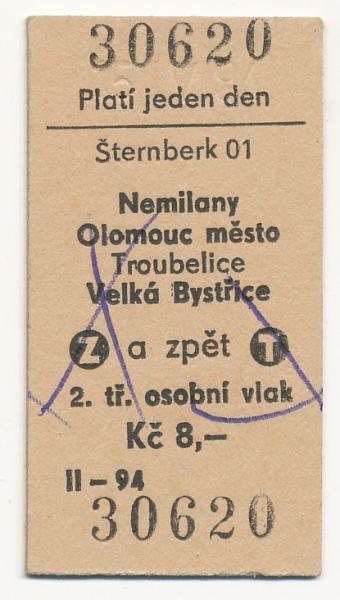 30620
Platí jeden den
Šternberk 01
Nemilany
Olomouc město
Troubelice
Velká Bystřice
Z a zpět T
2. tř. osobní vlak
Kč 8,—
II – 94
30620